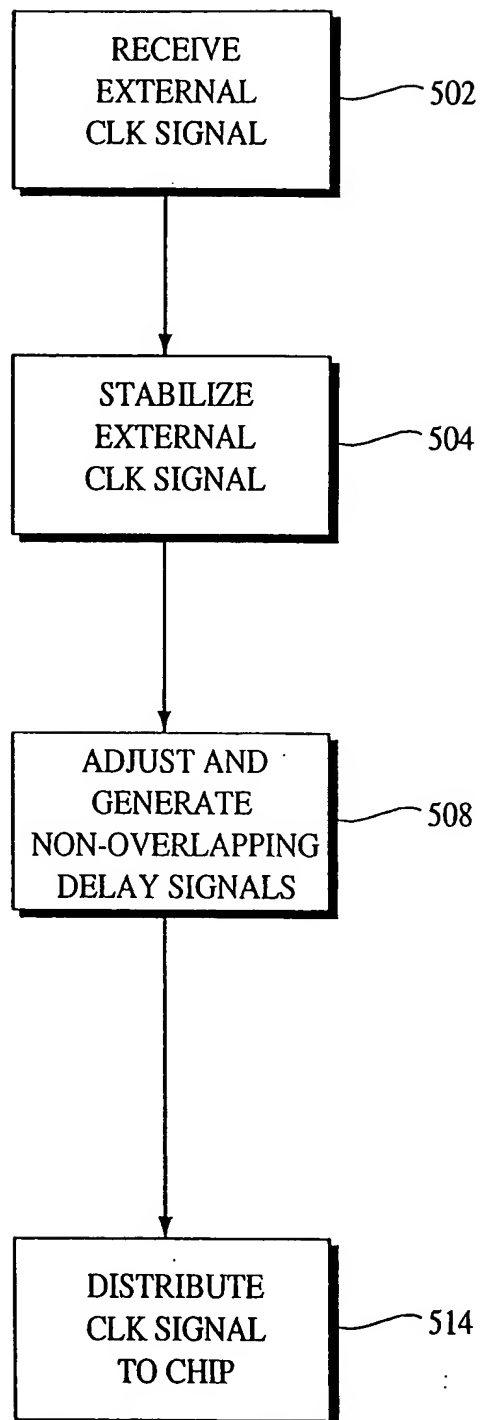 RECEIVE
EXTERNAL
CLK SIGNAL
502
STABILIZE
EXTERNAL
CLK SIGNAL
504
ADJUST AND
GENERATE
NON-OVERLAPPING
DELAY SIGNALS
508
DISTRIBUTE
CLK SIGNAL
TO CHIP
514